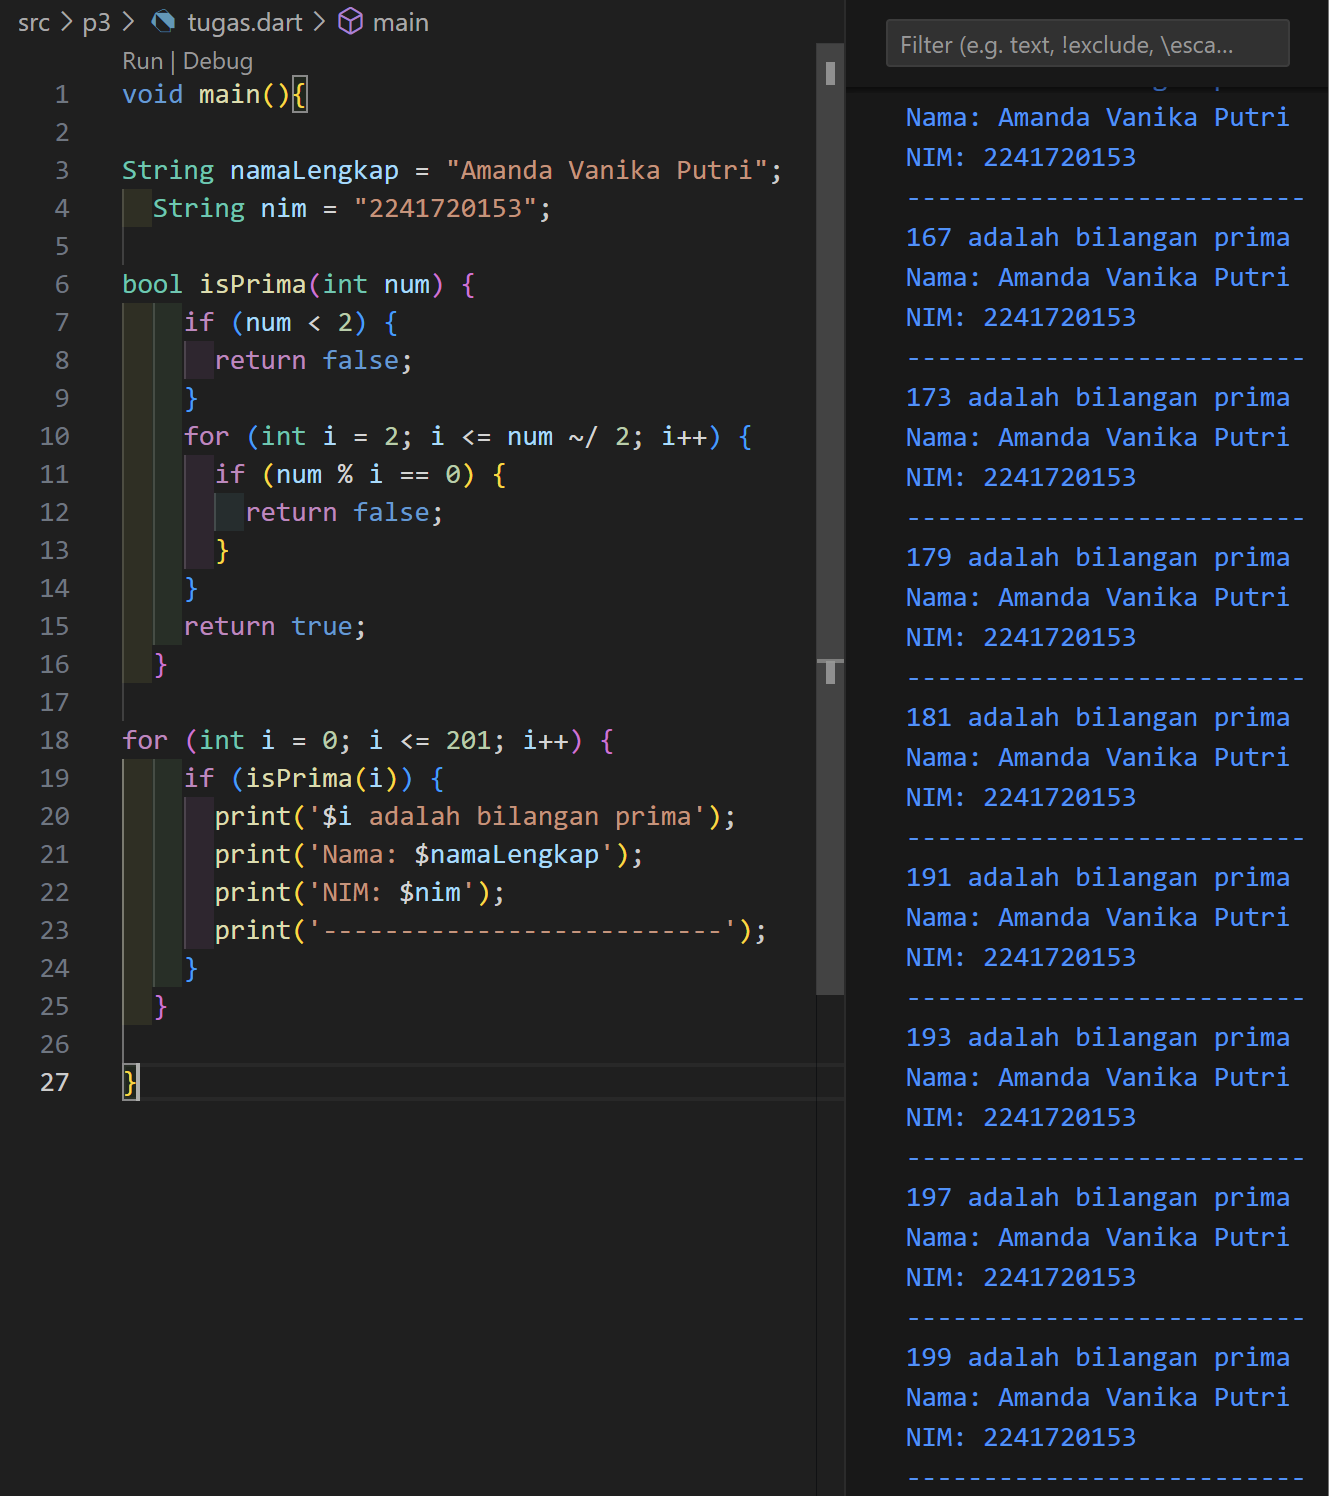 src > p3 > tugas.dart > main
Run | Debug
1 void main(){
2
3 String namaLengkap = "Amanda Vanika Putri";
4   String nim = "2241720153";
5
6 bool isPrima(int num) {
7     if (num < 2) {
8       return false;
9     }
10     for (int i = 2; i <= num ~/ 2; i++) {
11       if (num % i == 0) {
12         return false;
13       }
14     }
15     return true;
16   }
17
18 for (int i = 0; i <= 201; i++) {
19     if (isPrima(i)) {
20       print('$i adalah bilangan prima');
21       print('Nama: $namaLengkap');
22       print('NIM: $nim');
23       print('--------------------------');
24     }
25   }
26
27 }
Filter (e.g. text, !exclude, \esca...
Nama: Amanda Vanika Putri
NIM: 2241720153
--------------------------
167 adalah bilangan prima
Nama: Amanda Vanika Putri
NIM: 2241720153
--------------------------
173 adalah bilangan prima
Nama: Amanda Vanika Putri
NIM: 2241720153
--------------------------
179 adalah bilangan prima
Nama: Amanda Vanika Putri
NIM: 2241720153
--------------------------
181 adalah bilangan prima
Nama: Amanda Vanika Putri
NIM: 2241720153
--------------------------
191 adalah bilangan prima
Nama: Amanda Vanika Putri
NIM: 2241720153
--------------------------
193 adalah bilangan prima
Nama: Amanda Vanika Putri
NIM: 2241720153
--------------------------
197 adalah bilangan prima
Nama: Amanda Vanika Putri
NIM: 2241720153
--------------------------
199 adalah bilangan prima
Nama: Amanda Vanika Putri
NIM: 2241720153
--------------------------